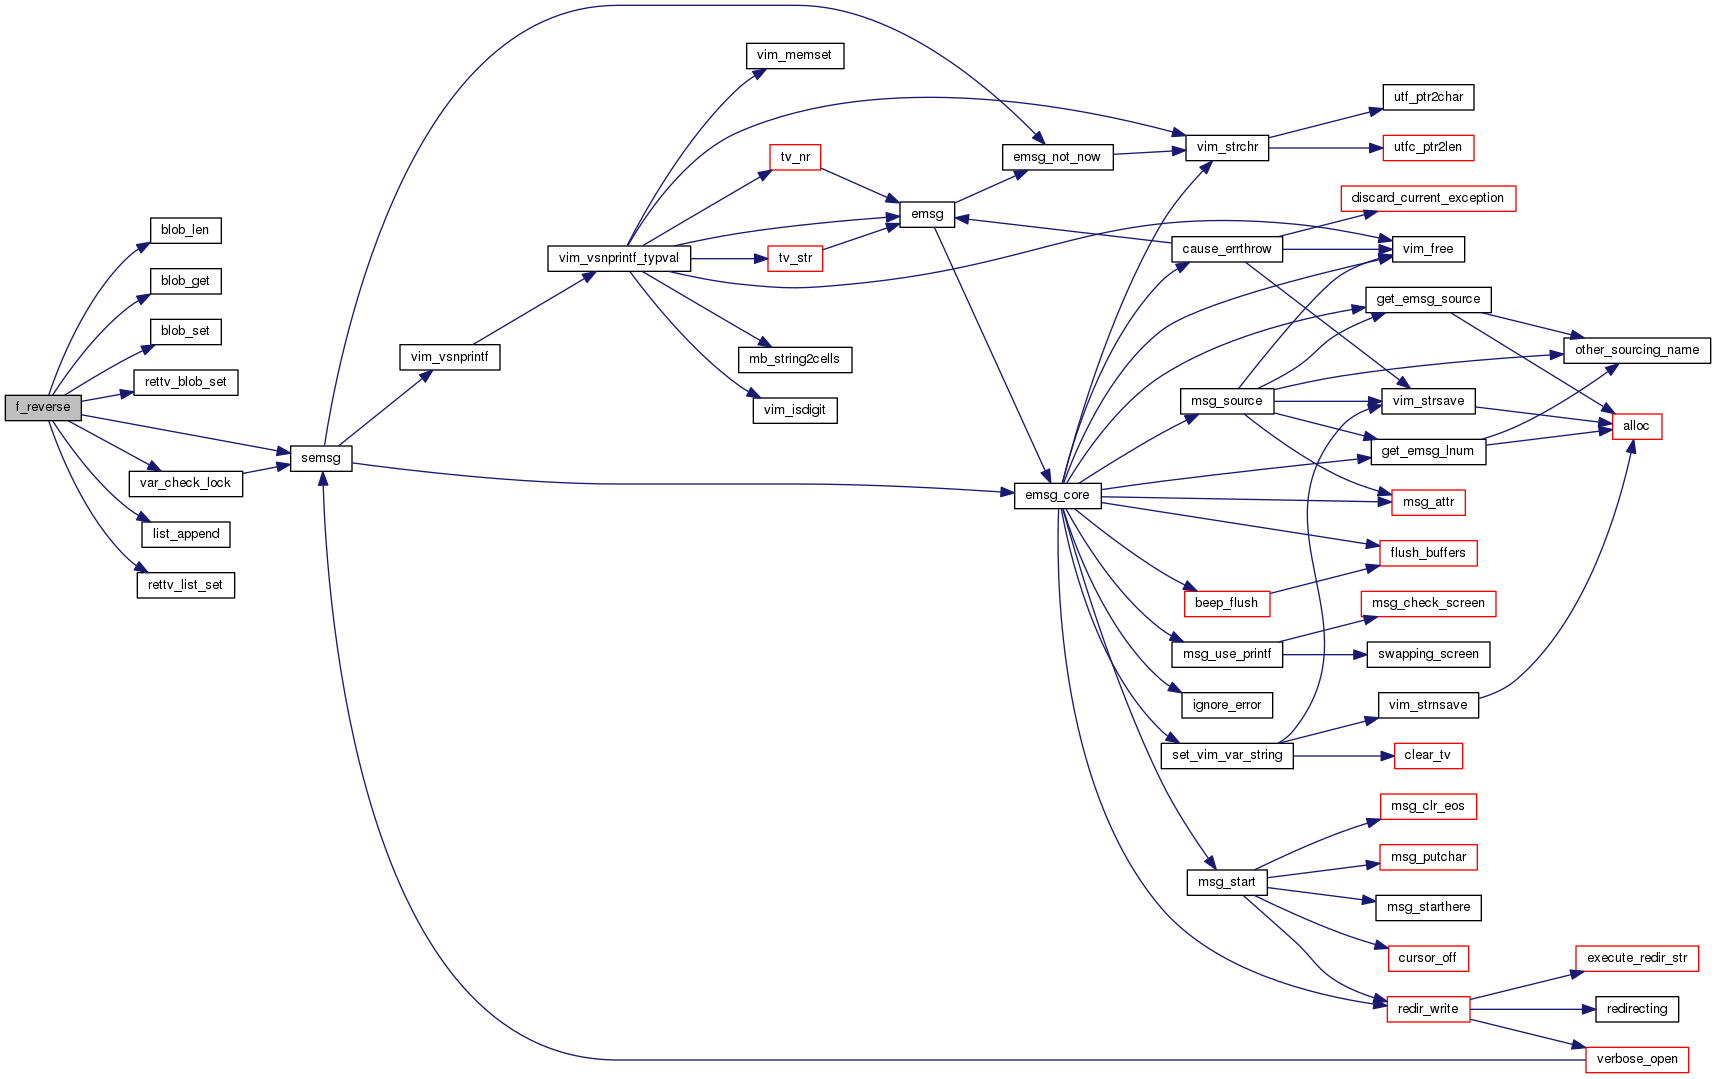 f_reverse
blob_len
blob_get
blob_set
rettv_blob_set
var_check_lock
list_append
rettv_list_set
semsg
vim_vsnprintf
vim_vsnprintf_typval
vim_memset
tv_nr
tv_str
mb_string2cells
vim_isdigit
emsg
emsg_not_now
emsg_core
vim_strchr
cause_errthrow
msg_source
beep_flush
msg_use_printf
ignore_error
set_vim_var_string
msg_start
utf_ptr2char
utfc_ptr2len
discard_current_exception
vim_free
get_emsg_source
vim_strsave
get_emsg_lnum
msg_attr
flush_buffers
msg_check_screen
swapping_screen
vim_strnsave
clear_tv
msg_clr_eos
msg_putchar
msg_starthere
cursor_off
redir_write
other_sourcing_name
alloc
execute_redir_str
redirecting
verbose_open